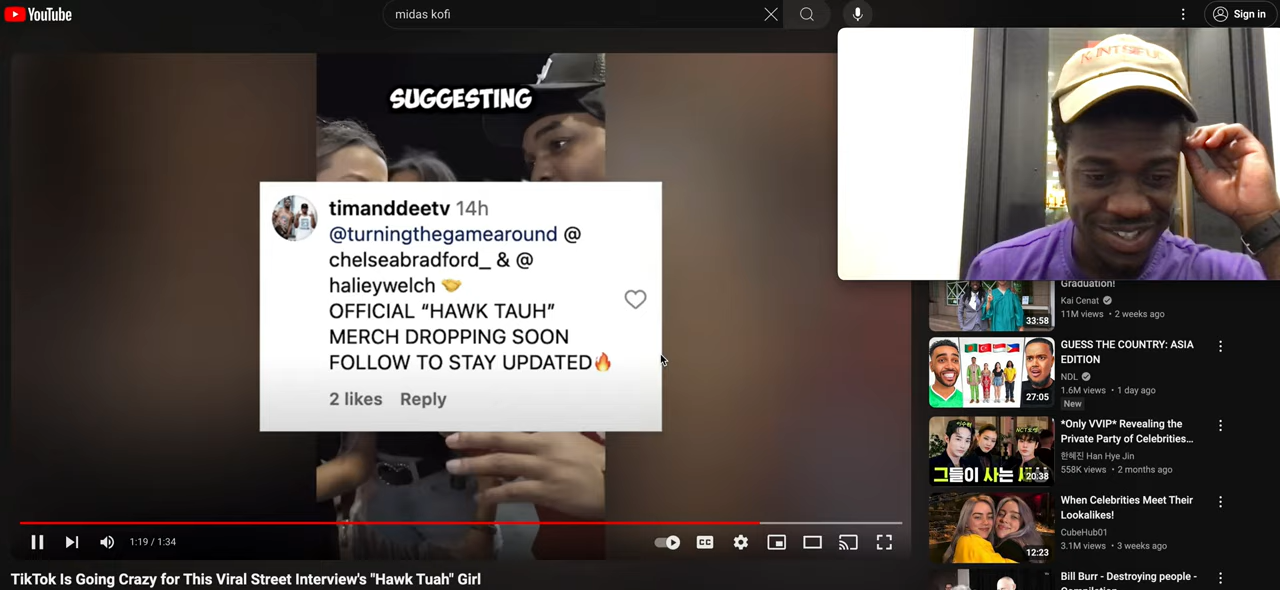 YouTube
midas kofi
Sign in
SUGGESTING
KINTSFUL
timanddeetv 14h
@turningthegamearound @
chelseabradford_ & @
halieywelch 🤝
OFFICIAL “HAWK TAUH”
MERCH DROPPING SOON
FOLLOW TO STAY UPDATED🔥
2 likes Reply
1:19 / 1:34
CC
TikTok Is Going Crazy for This Viral Street Interview's "Hawk Tuah" Girl
Graduation!
Kai Cenat
11M views • 2 weeks ago
33:58
GUESS THE COUNTRY: ASIA
EDITION
NDL
1.6M views • 1 day ago
New
27:05
*Only VVIP* Revealing the
Private Party of Celebrities...
한혜진 Han Hye Jin
558K views • 2 months ago
그들이 사는
20:38
When Celebrities Meet Their
Lookalikes!
CubeHub01
3.1M views • 3 weeks ago
12:23
Bill Burr - Destroying people -